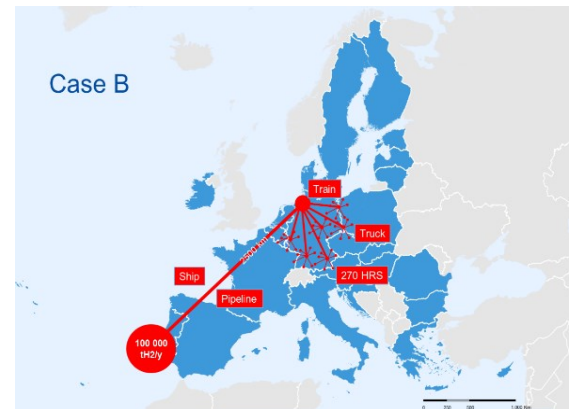 Case B
Train
Truck
2500 km
Ship
270 HRS
Pipeline
100 000
tH2/y